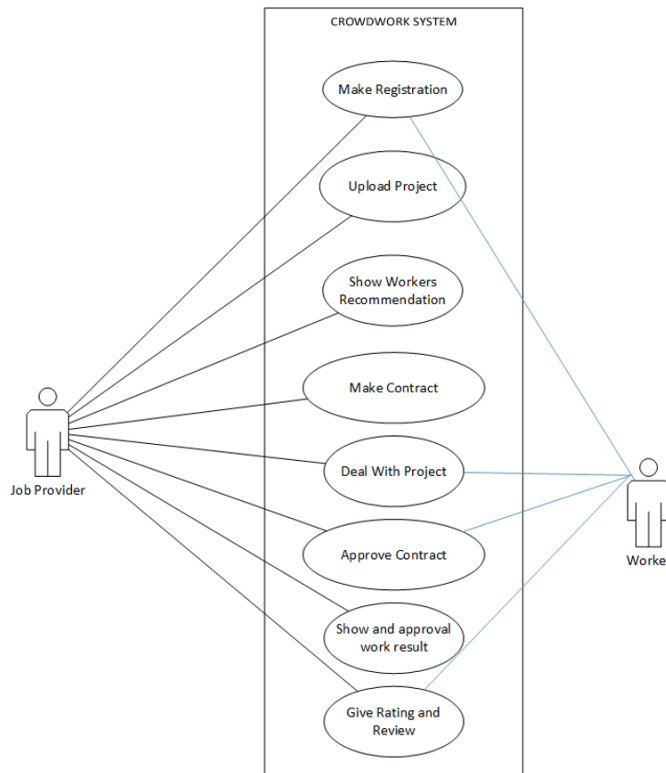 CROWDWORK SYSTEM
Make Registration
Upload Project
Show Workers
Recommendation
Make Contract
Deal With Project
Job Provider
Approve Contract
Worke
Show and approval
work result
Give Rating and
Review